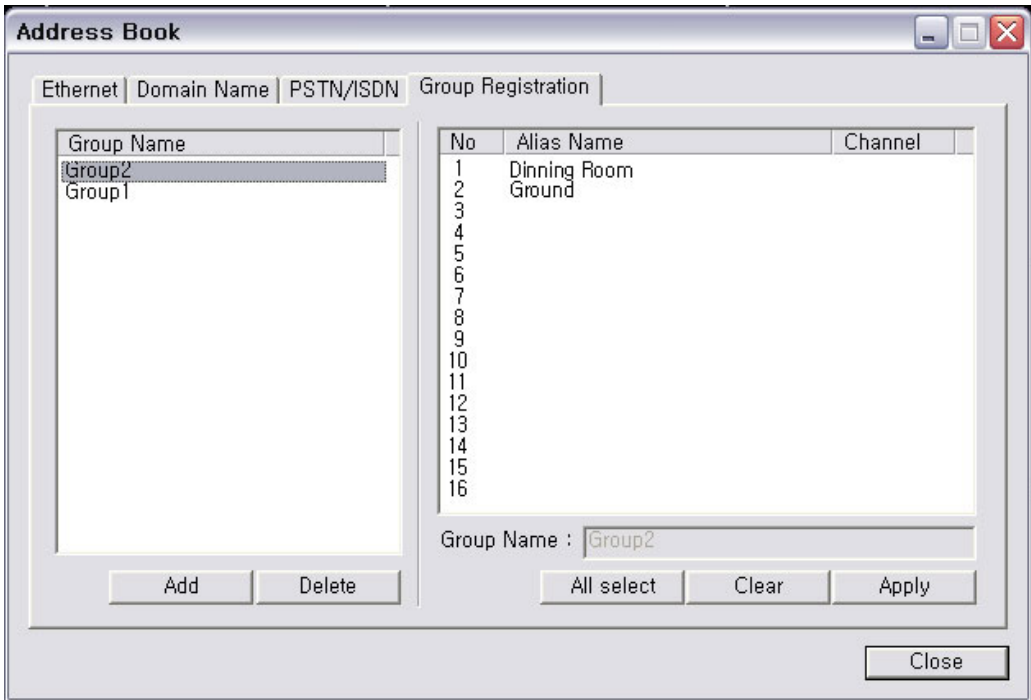 Address Book
Ethernet Domain Name PSTN/ISDN Group Registration
Group Name
Group2
Group1
No Alias Name Channel
1 Dinning Room
2 Ground
3
4
5
6
7
8
9
10
11
12
13
14
15
16
Group Name : Group2
Add Delete
All select Clear Apply
Close